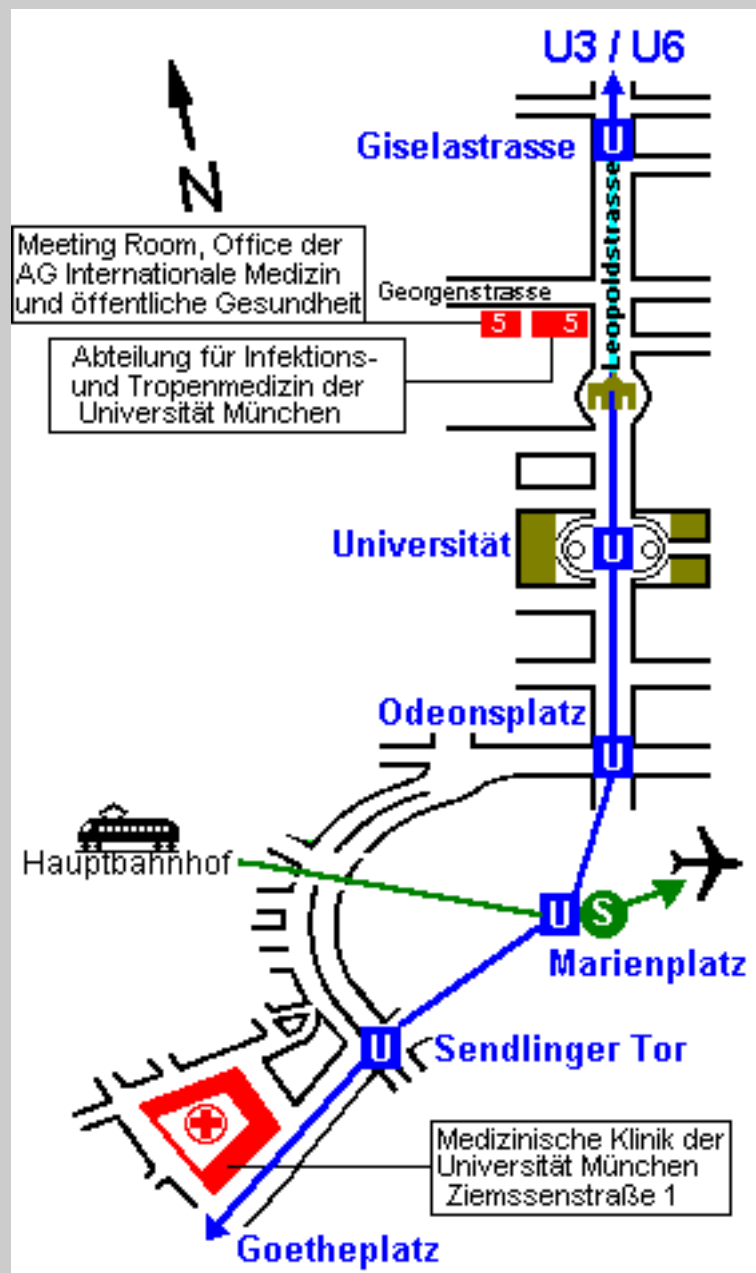 U3 / U6
N
U
Giselastrasse
Leopoldstrasse
Meeting Room, Office der
AG Internationale Medizin
und öffentliche Gesundheit
Georgenstrasse
5
5
Abteilung für Infektions-
und Tropenmedizin der
Universität München
Universität
U
Odeonsplatz
U
Hauptbahnhof
U
S
Marienplatz
U
Sendlinger Tor
Medizinische Klinik der
Universität München
Ziemssenstraße 1
Goetheplatz